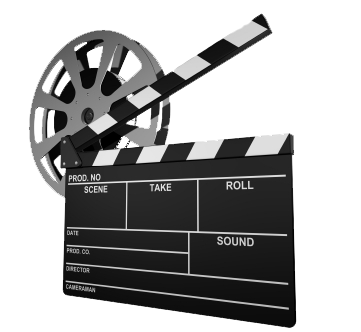 PROD. NO
SCENE TAKE ROLL
DATE
SOUND
PROD. CO.
DIRECTOR
CAMERAMAN